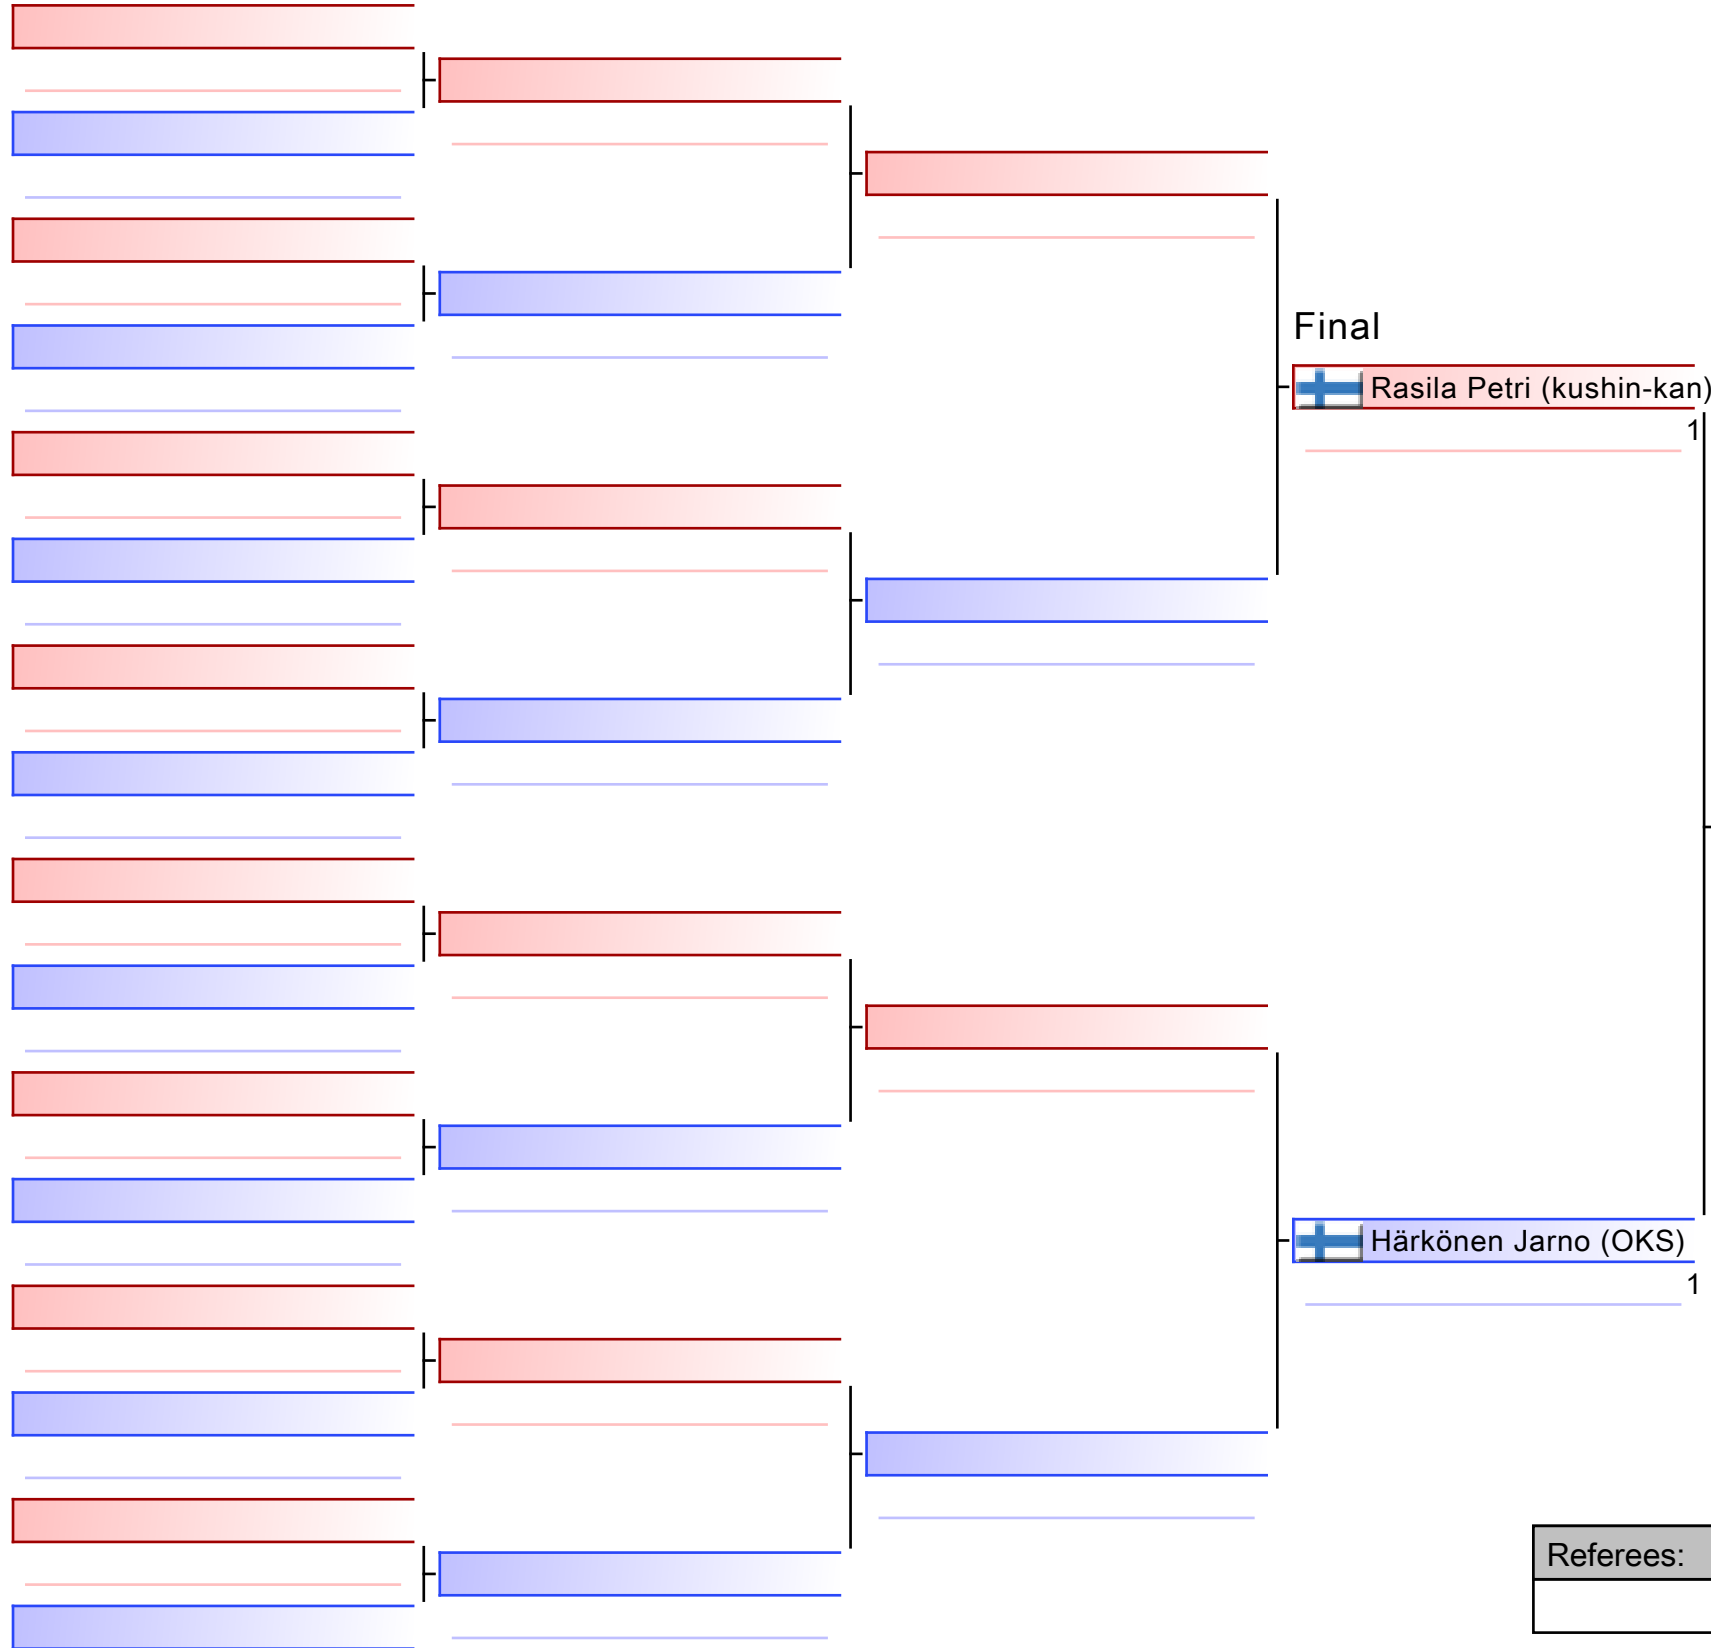 Final
Rasila Petri (kushin-kan)
1
Härkönen Jarno (OKS)
1
Referees: